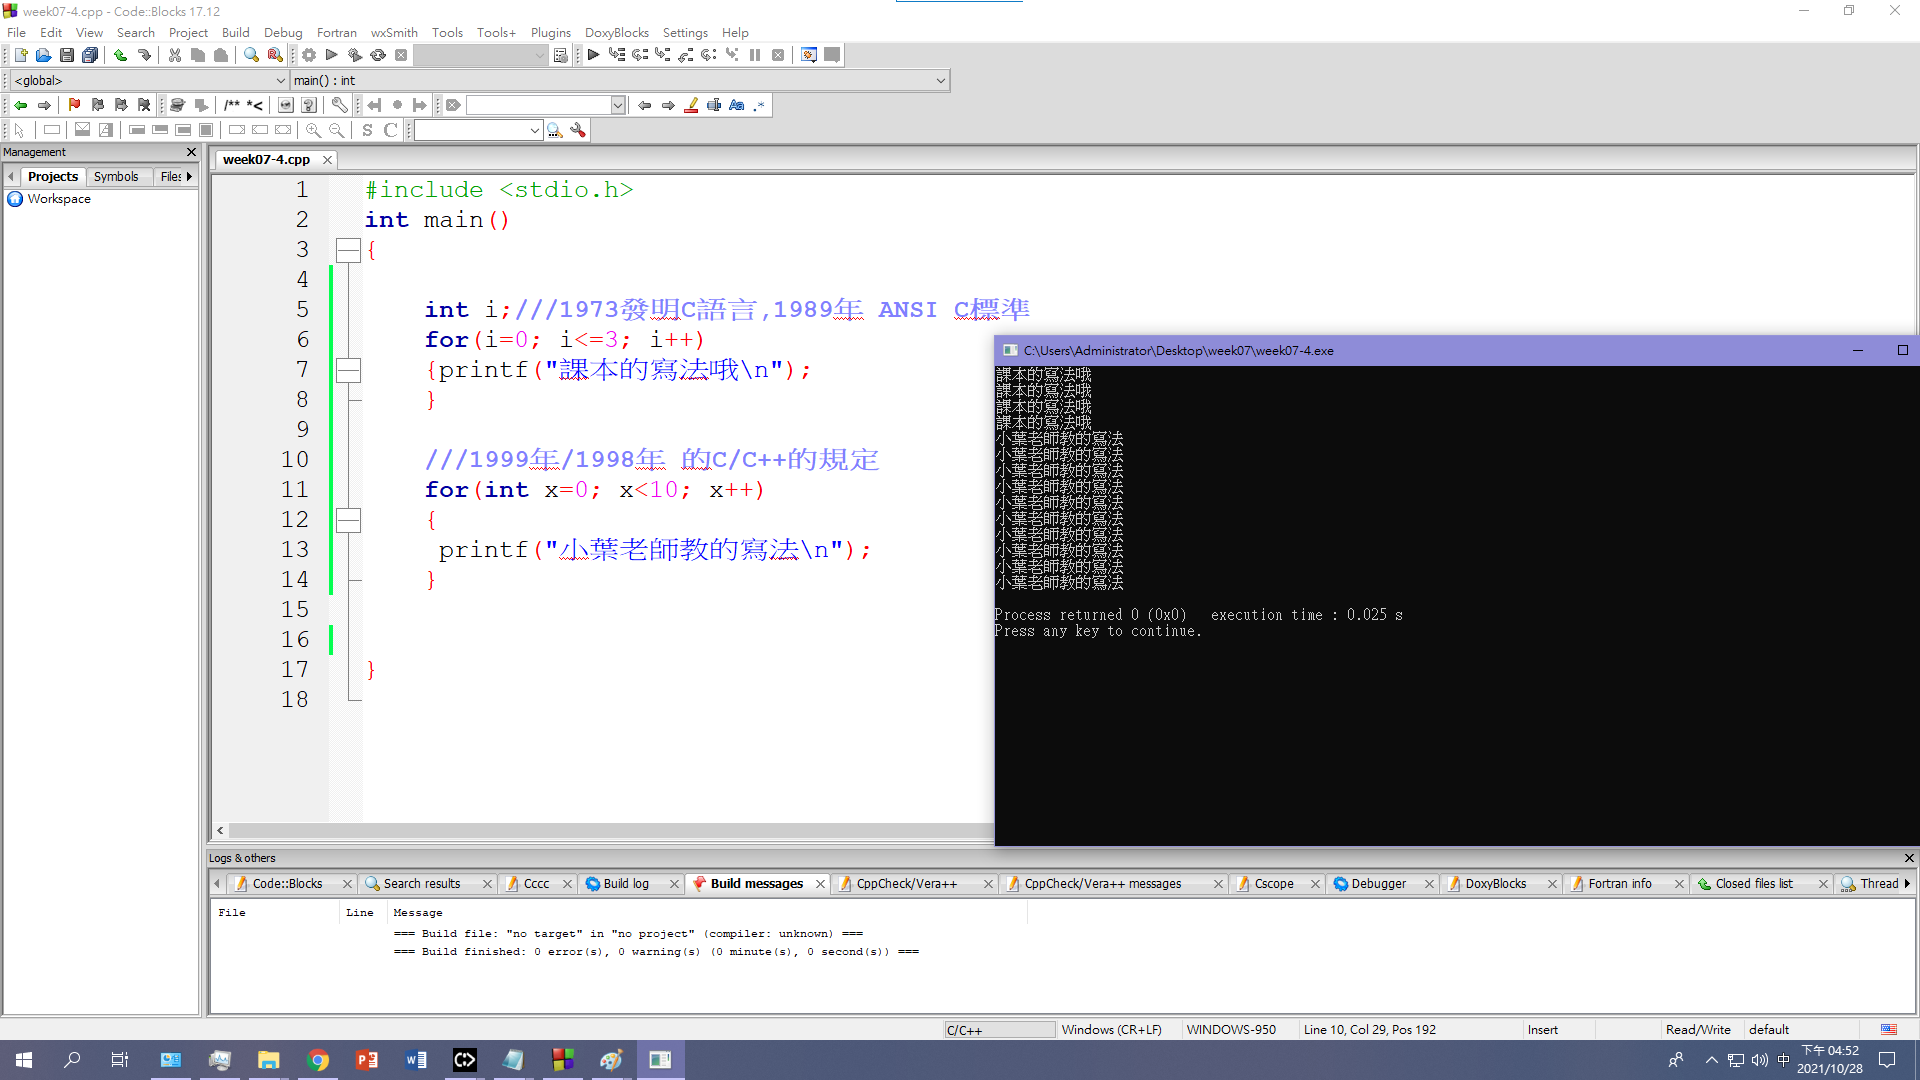 week07-4.cpp - Code::Blocks 17.12
File Edit View Search Project Build Debug Fortran wxSmith Tools Tools+ Plugins DoxyBlocks Settings Help
<global> main() : int
/** *< Aa .*
S C
Management
Projects Symbols Files
Workspace
week07-4.cpp
1 #include <stdio.h>
2 int main()
3 {
4
5 int i;///1973發明C語言,1989年 ANSI C標準
6 for(i=0; i<=3; i++)
7 {printf("課本的寫法哦\n");
8 }
9
10 ///1999年/1998年 的C/C++的規定
11 for(int x=0; x<10; x++)
12 {
13 printf("小葉老師教的寫法\n");
14 }
15
16
17 }
18
C:\Users\Administrator\Desktop\week07\week07-4.exe
課本的寫法哦
課本的寫法哦
課本的寫法哦
課本的寫法哦
小葉老師教的寫法
小葉老師教的寫法
小葉老師教的寫法
小葉老師教的寫法
小葉老師教的寫法
小葉老師教的寫法
小葉老師教的寫法
小葉老師教的寫法
小葉老師教的寫法
小葉老師教的寫法
Process returned 0 (0x0) execution time : 0.025 s
Press any key to continue.
Logs & others
Code::Blocks Search results Cccc Build log Build messages CppCheck/Vera++ CppCheck/Vera++ messages Cscope Debugger DoxyBlocks Fortran info Closed files list Thread
File Line Message
=== Build file: "no target" in "no project" (compiler: unknown) ===
=== Build finished: 0 error(s), 0 warning(s) (0 minute(s), 0 second(s)) ===
C/C++ Windows (CR+LF) WINDOWS-950 Line 10, Col 29, Pos 192 Insert Read/Write default
中 下午 04:52
2021/10/28